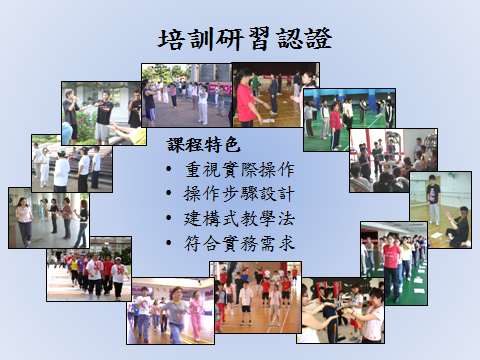 培訓研習認證
課程特色
• 重視實際操作
• 操作步驟設計
• 建構式教學法
• 符合實務需求